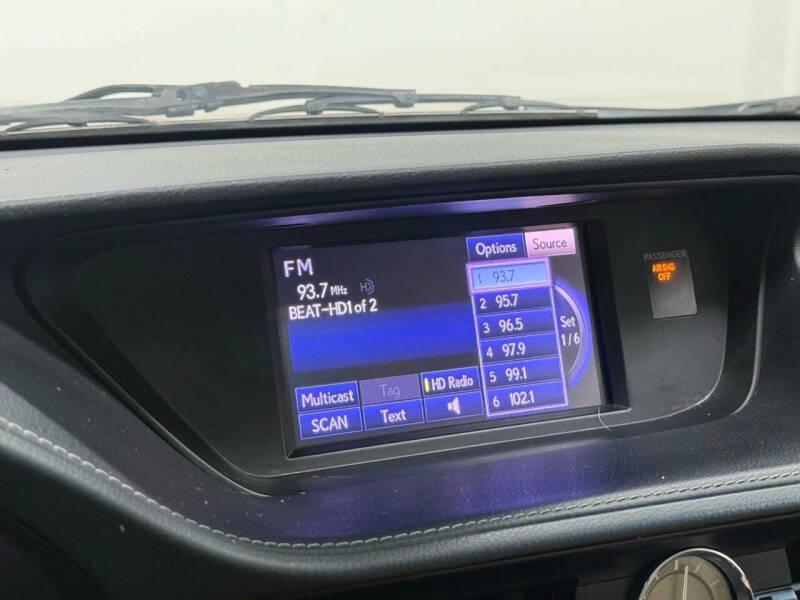 FM
93.7 MHz HD
BEAT-HD1 of 2
Options Source
1 93.7
2 95.7
3 96.5
4 97.9
5 99.1
6 102.1
Set
1/6
Multicast Tag HD Radio
SCAN Text
PASSENGER
AIRBAG
OFF